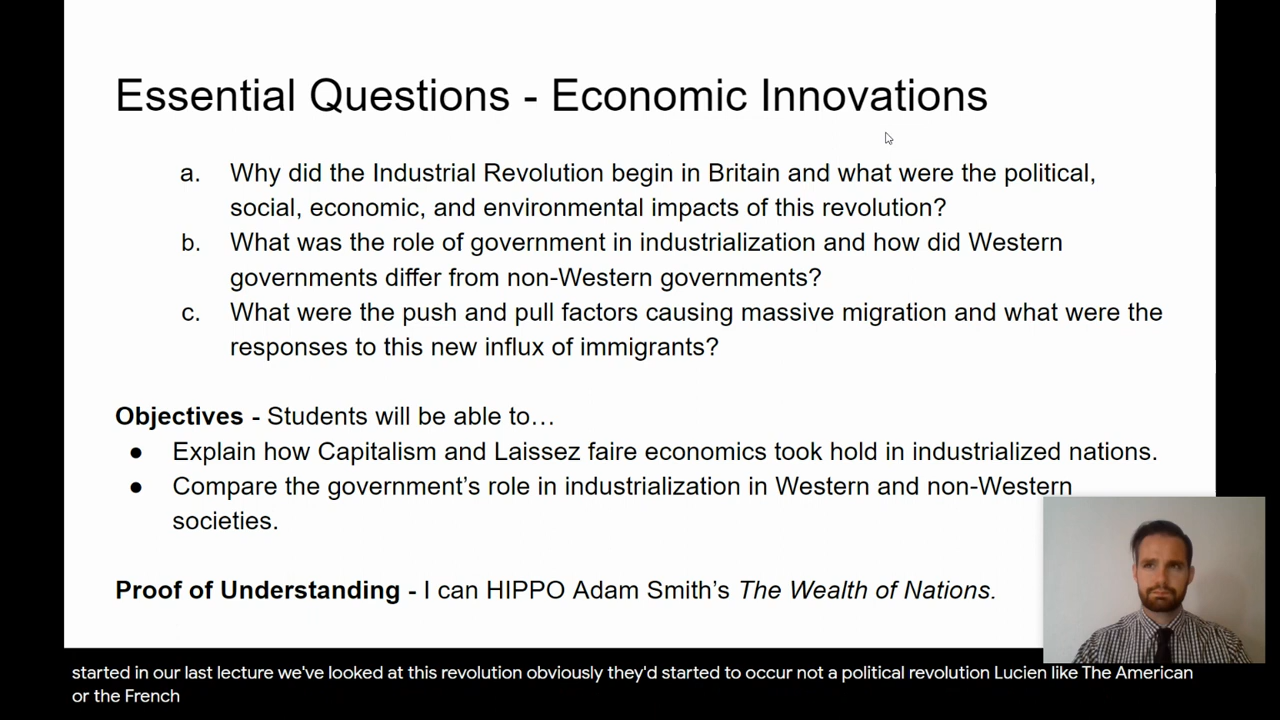 Essential Questions - Economic Innovations
a. Why did the Industrial Revolution begin in Britain and what were the political,
social, economic, and environmental impacts of this revolution?
b. What was the role of government in industrialization and how did Western
governments differ from non-Western governments?
c. What were the push and pull factors causing massive migration and what were the
responses to this new influx of immigrants?
Objectives - Students will be able to…
● Explain how Capitalism and Laissez faire economics took hold in industrialized nations.
● Compare the government’s role in industrialization in Western and non-Western
societies.
Proof of Understanding - I can HIPPO Adam Smith’s The Wealth of Nations.
started in our last lecture we've looked at this revolution obviously they'd started to occur not a political revolution Lucien like The American
or the French